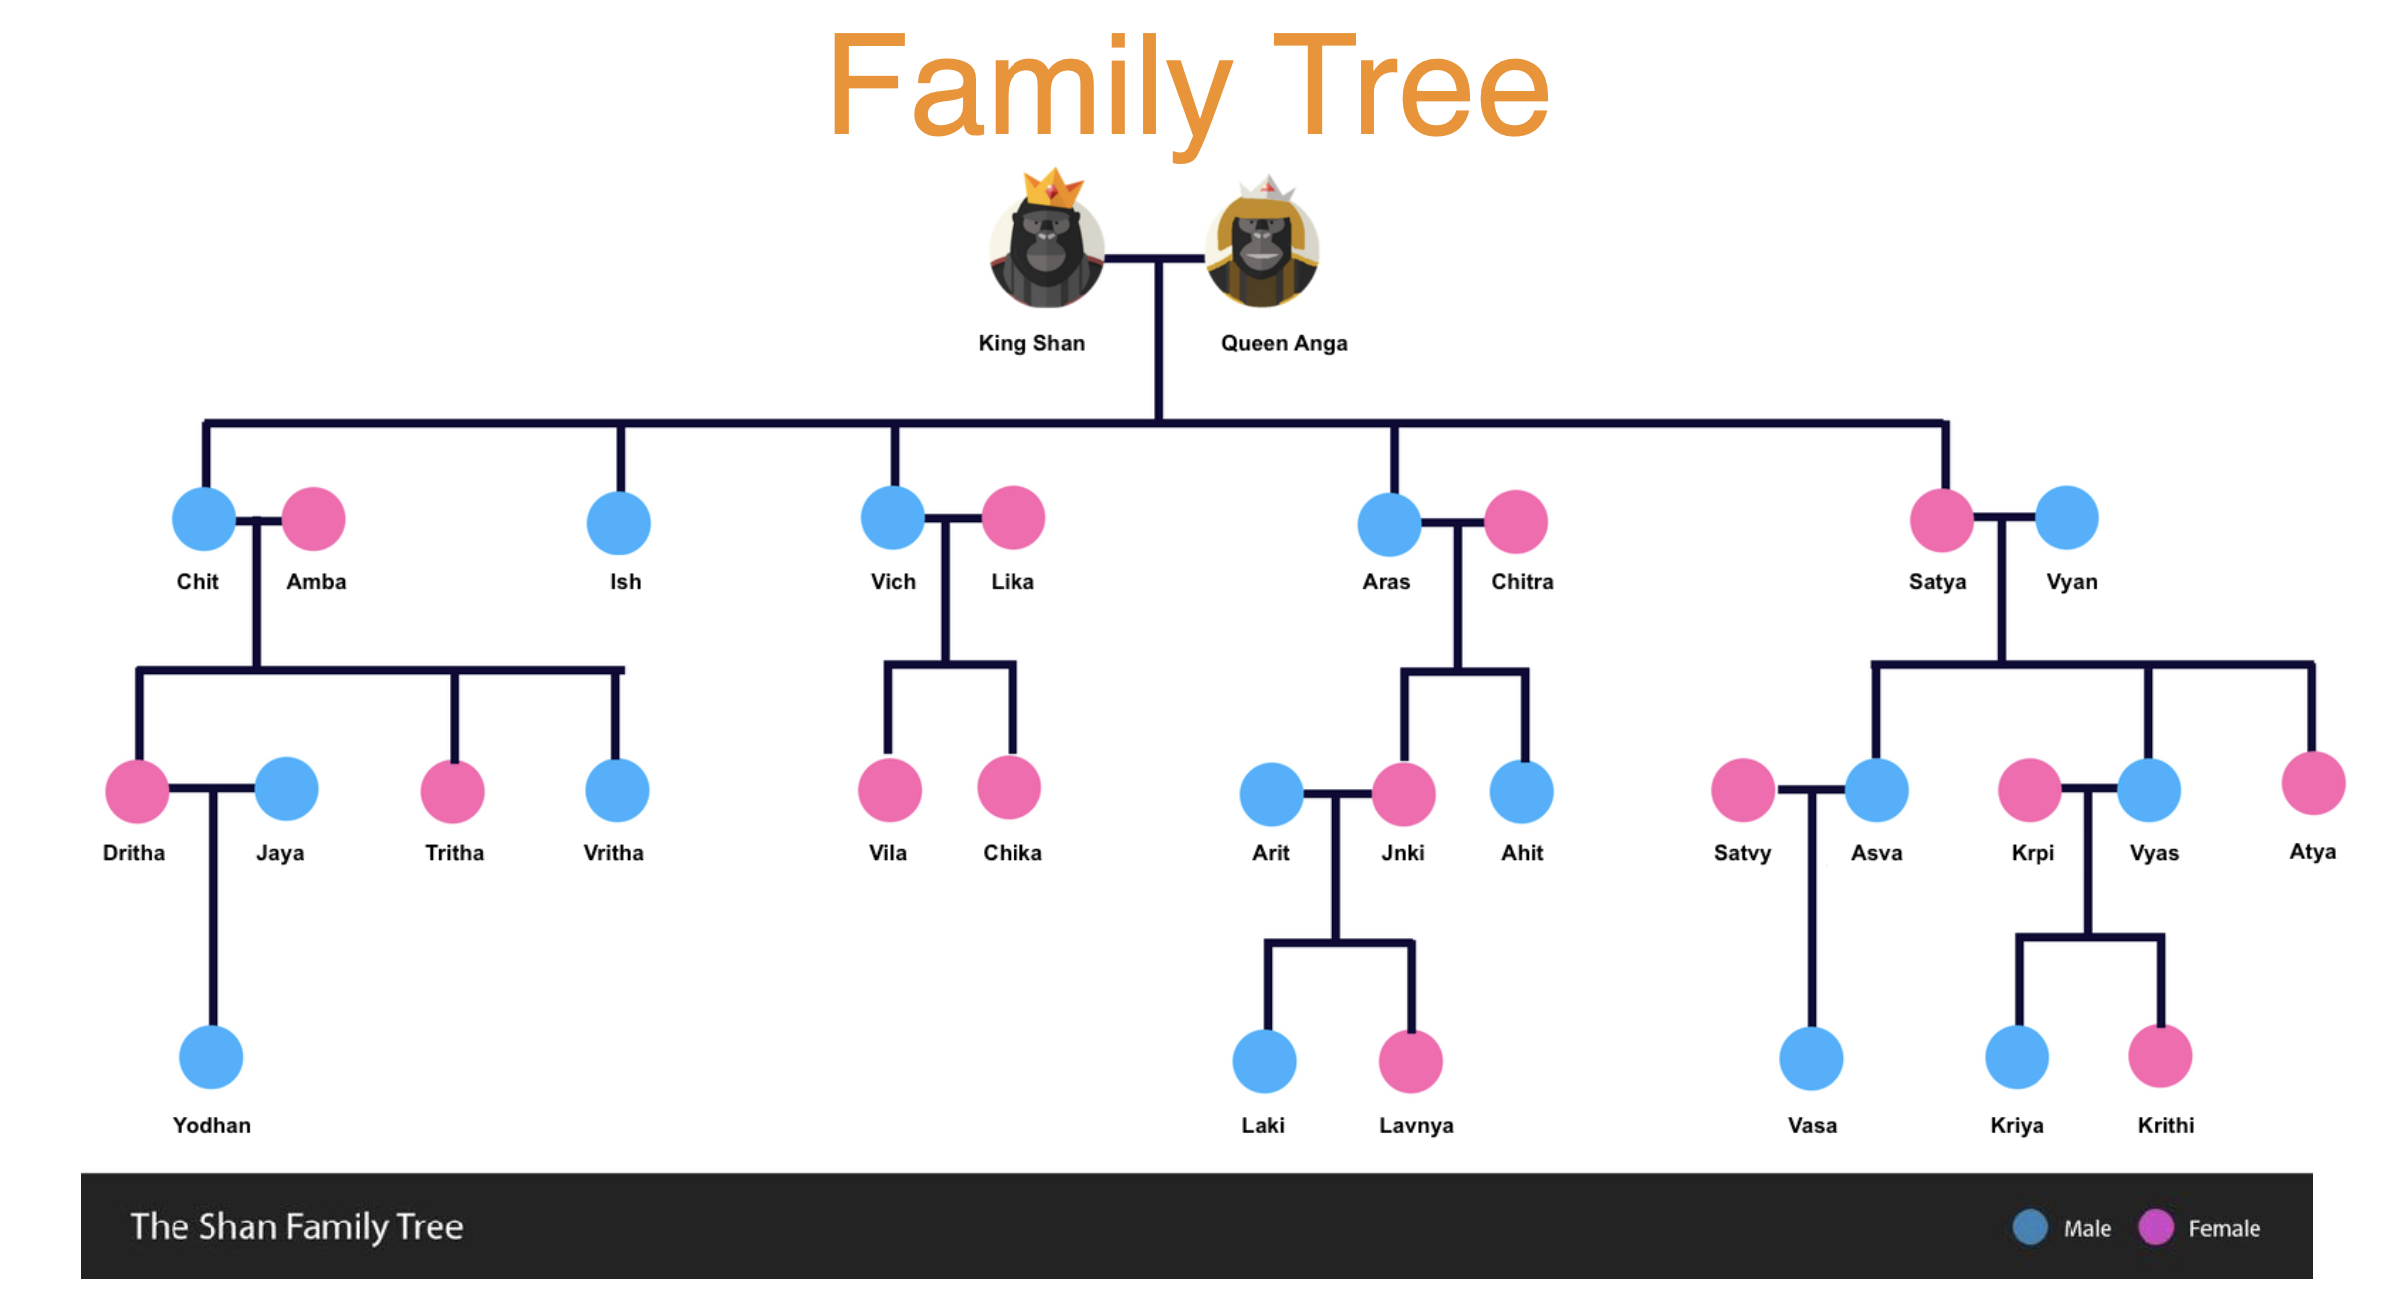 Family Tree
King Shan Queen Anga
Chit Amba Ish Vich Lika Aras Chitra Satya Vyan
Dritha Jaya Tritha Vritha Vila Chika Arit Jnki Ahit Satvy Asva Krpi Vyas Atya
Yodhan Laki Lavnya Vasa Kriya Krithi
The Shan Family Tree Male Female